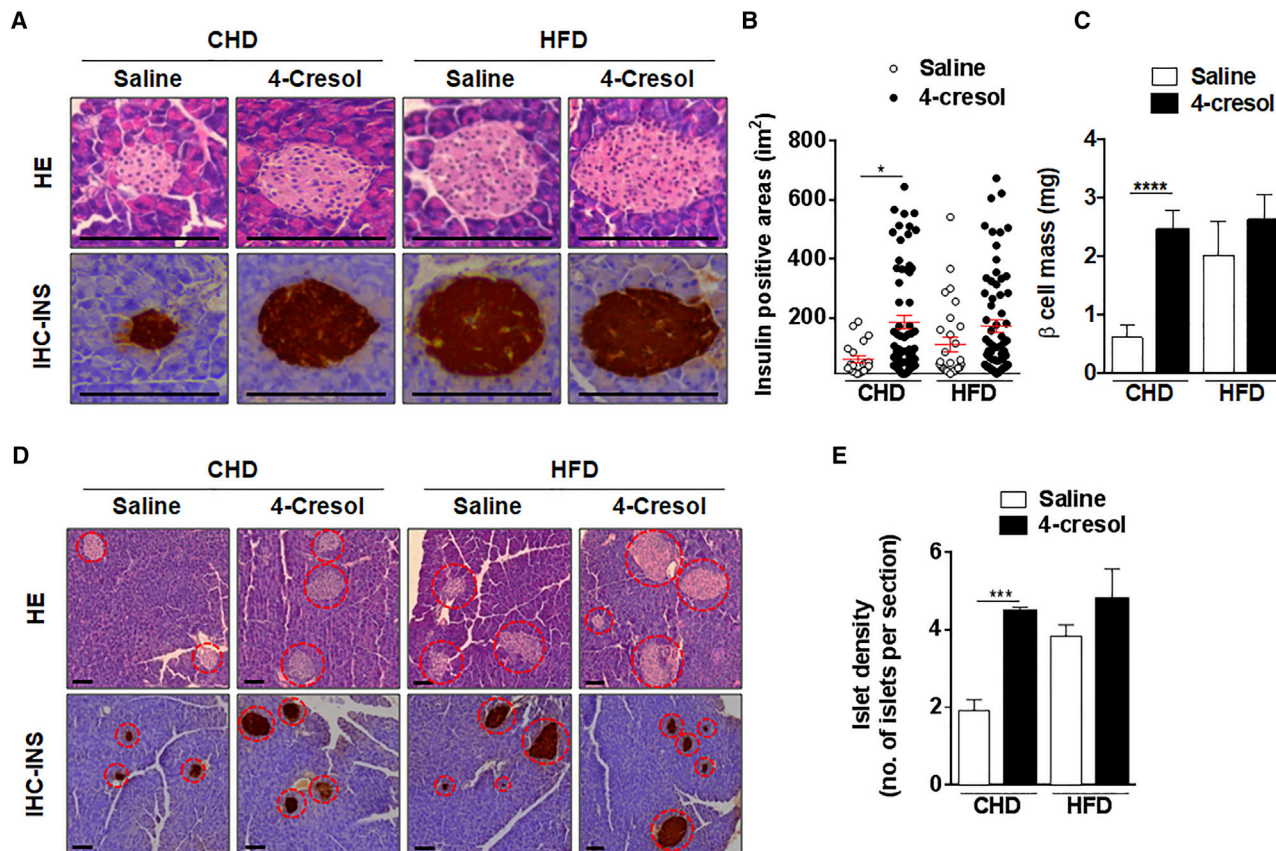 A
CHD
HFD
Saline
4-Cresol
Saline
4-Cresol
HE
IHC-INS
B
Saline
4-cresol
Insulin positive areas (ïm²)
800
600
400
200
*
CHD
HFD
C
Saline
4-cresol
β cell mass (mg)
4
3
2
1
0
****
CHD
HFD
D
CHD
HFD
Saline
4-Cresol
Saline
4-Cresol
HE
IHC-INS
E
Saline
4-cresol
Islet density
(no. of islets per section)
6
4
2
0
***
CHD
HFD